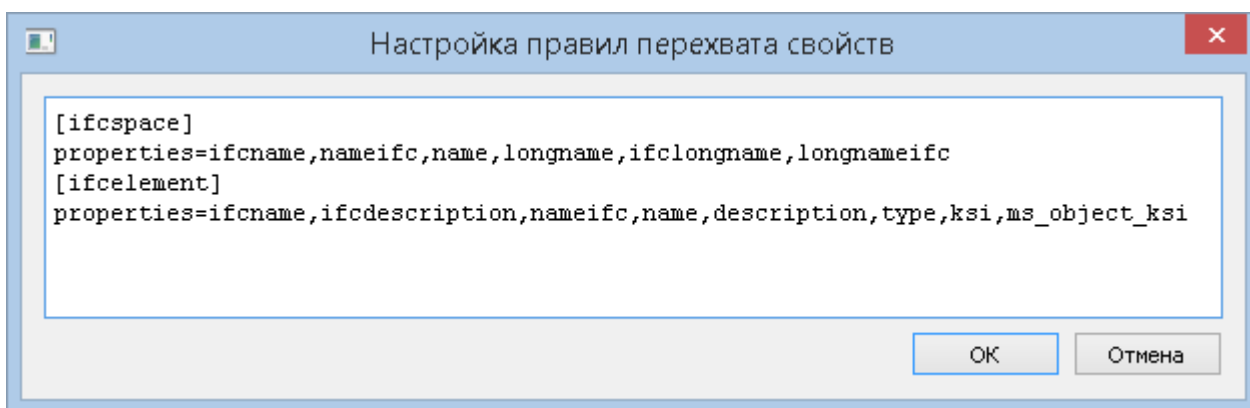 Настройка правил перехвата свойств
[ifcspace]
properties=ifcname,nameifc,name,longname,ifclongname,longnameifc
[ifcelement]
properties=ifcname,ifcdescription,nameifc,name,description,type,ksi,ms_object_ksi
ОК
Отмена